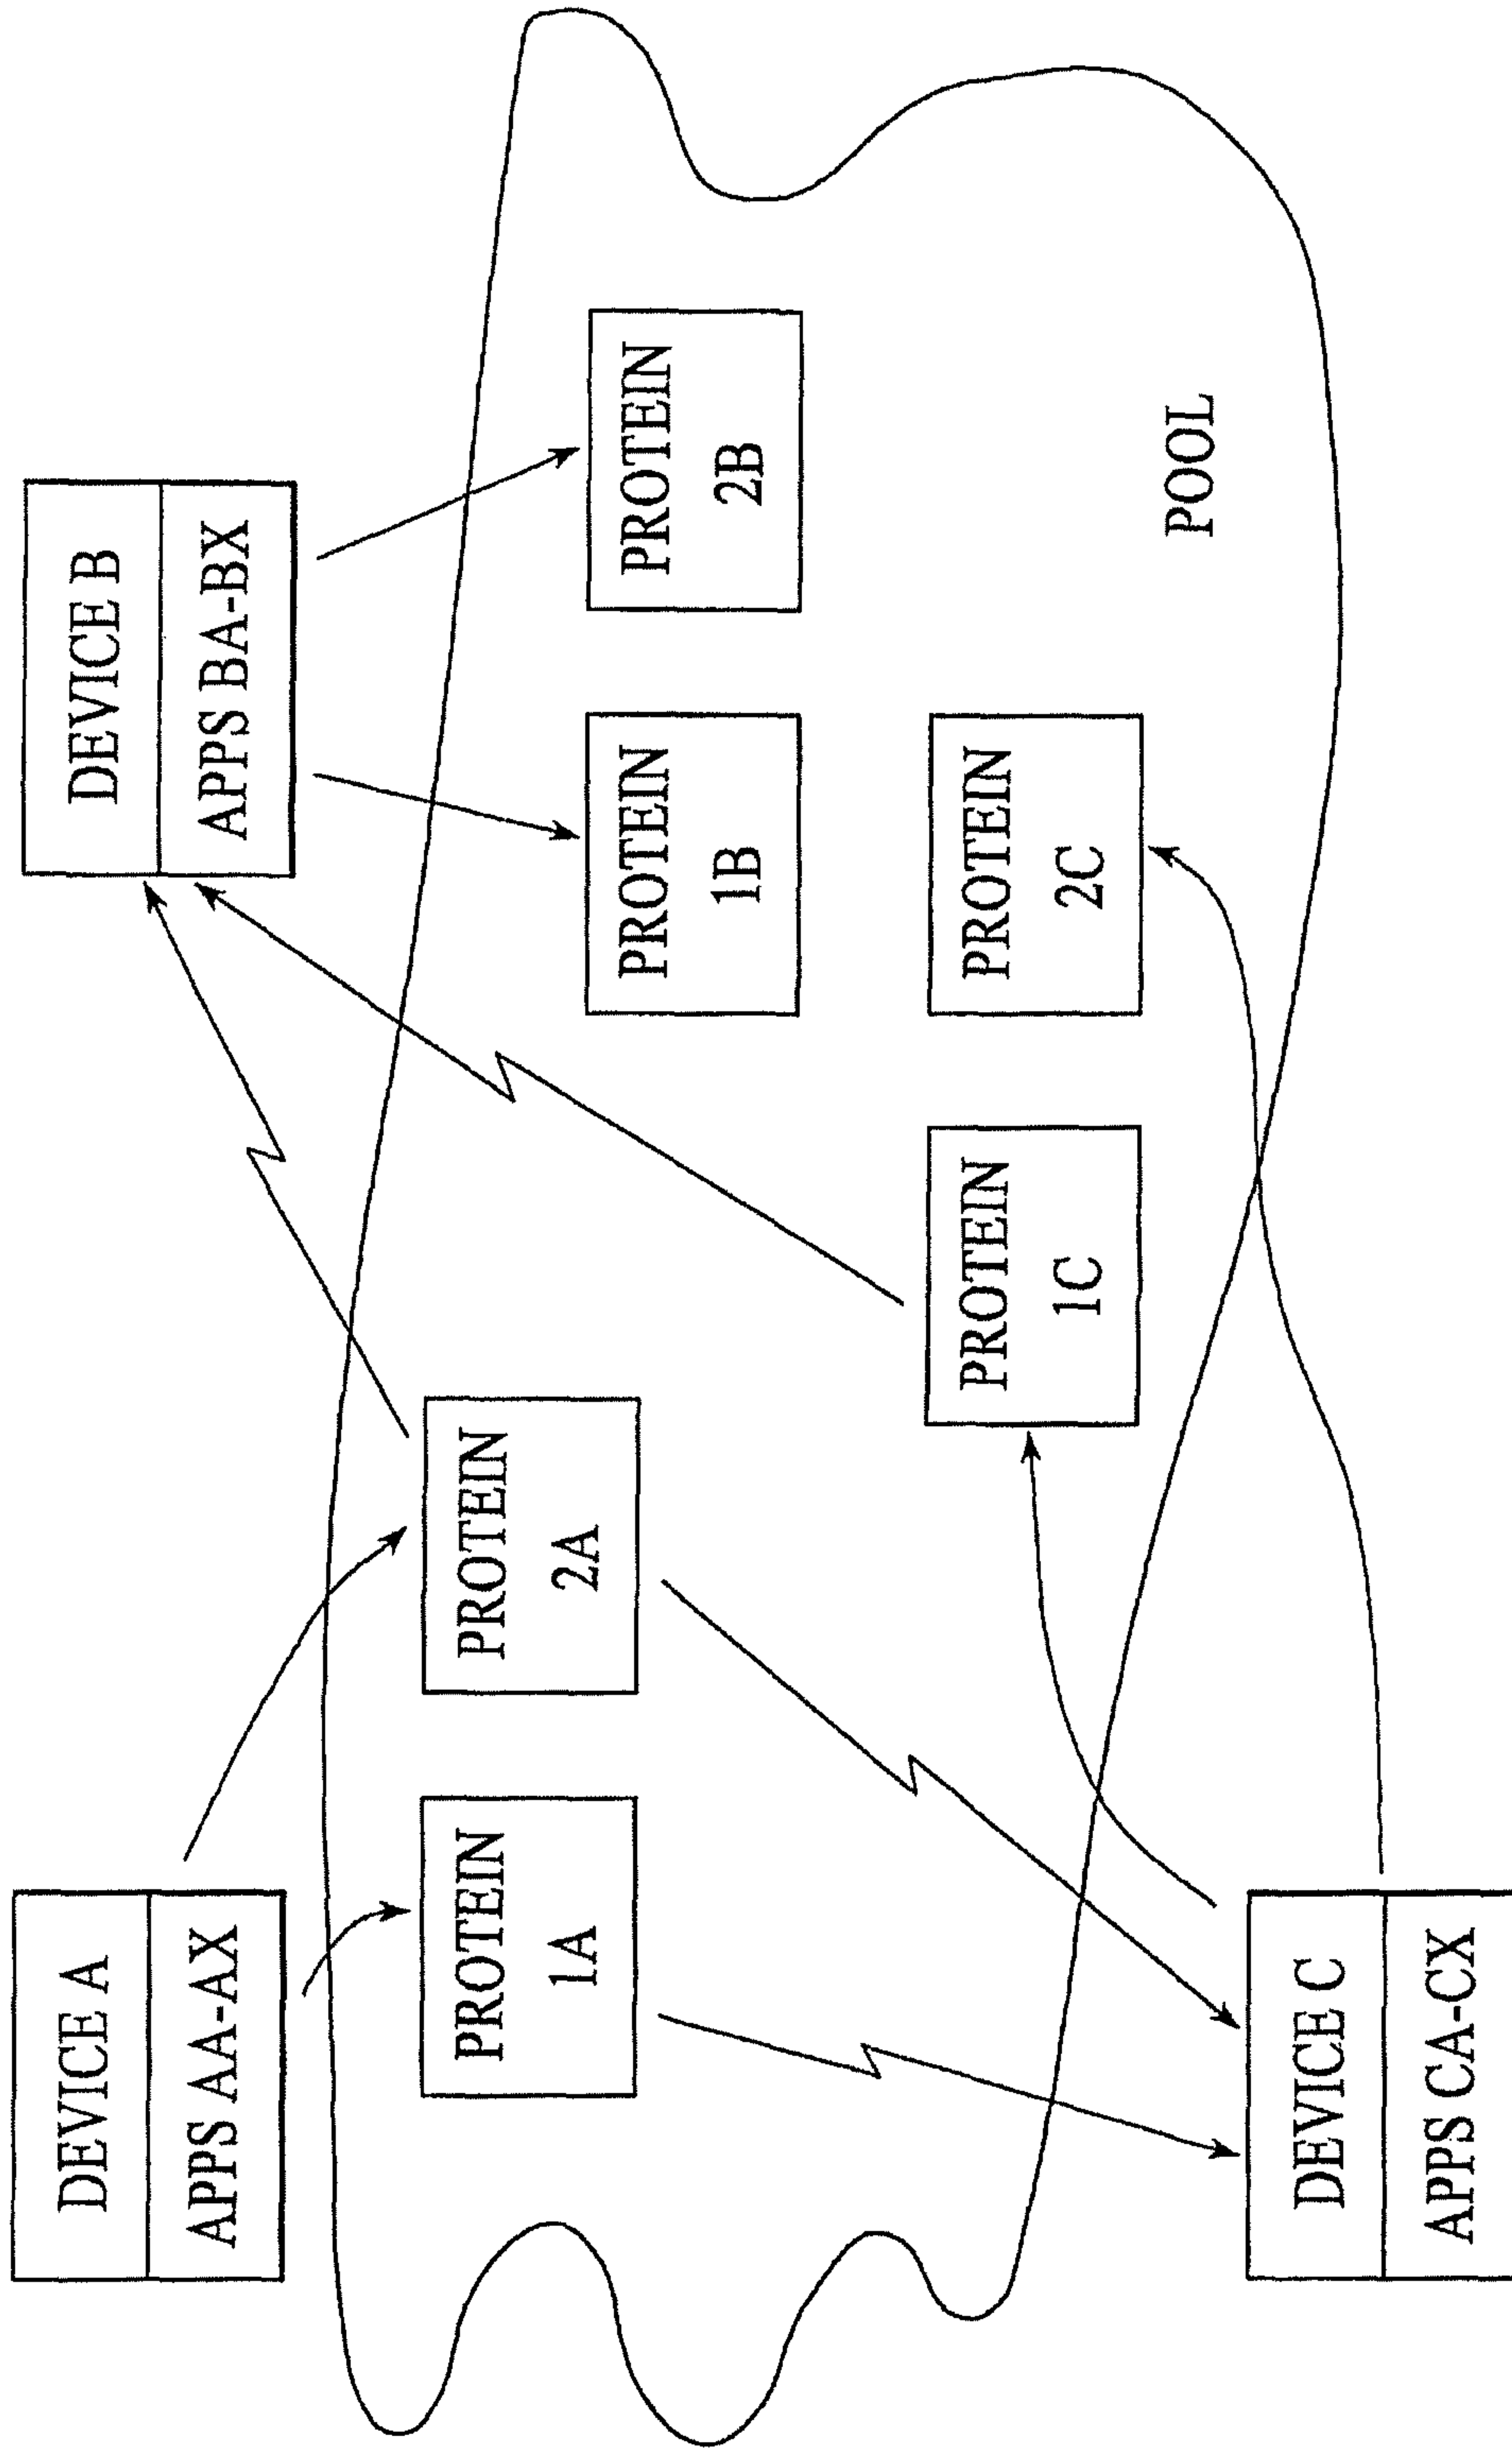 DEVICE A
APPS AA-AX
DEVICE B
APPS BA-BX
PROTEIN
1A
PROTEIN
2A
PROTEIN
1B
PROTEIN
2B
PROTEIN
1C
PROTEIN
2C
POOL
DEVICE C
APPS CA-CX